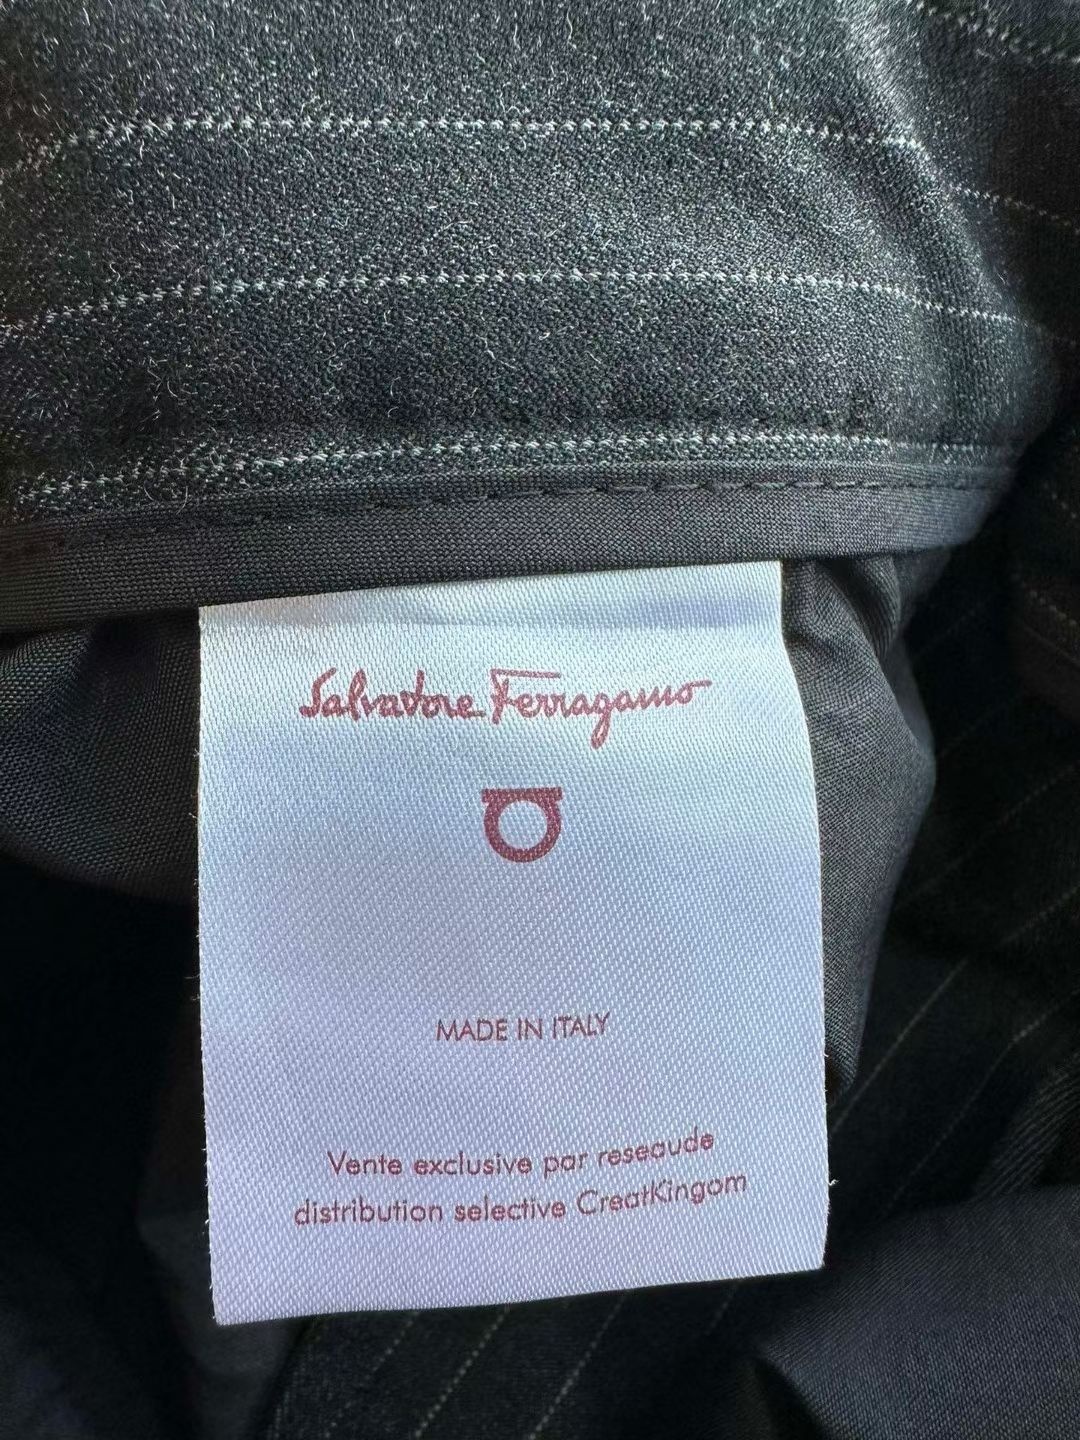 Salvatore Ferragamo
MADE IN ITALY
Vente exclusive par reseaude
distribution selective CreatKingom